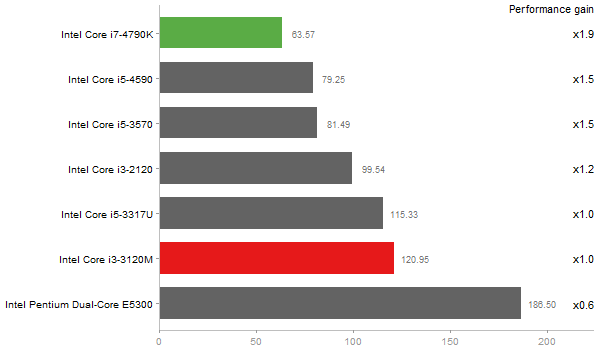 Performance gain
Intel Core i7-4790K 63.57 x1.9
Intel Core i5-4590 79.25 x1.5
Intel Core i5-3570 81.49 x1.5
Intel Core i3-2120 99.54 x1.2
Intel Core i5-3317U 115.33 x1.0
Intel Core i3-3120M 120.95 x1.0
Intel Pentium Dual-Core E5300 186.50 x0.6
0 50 100 150 200